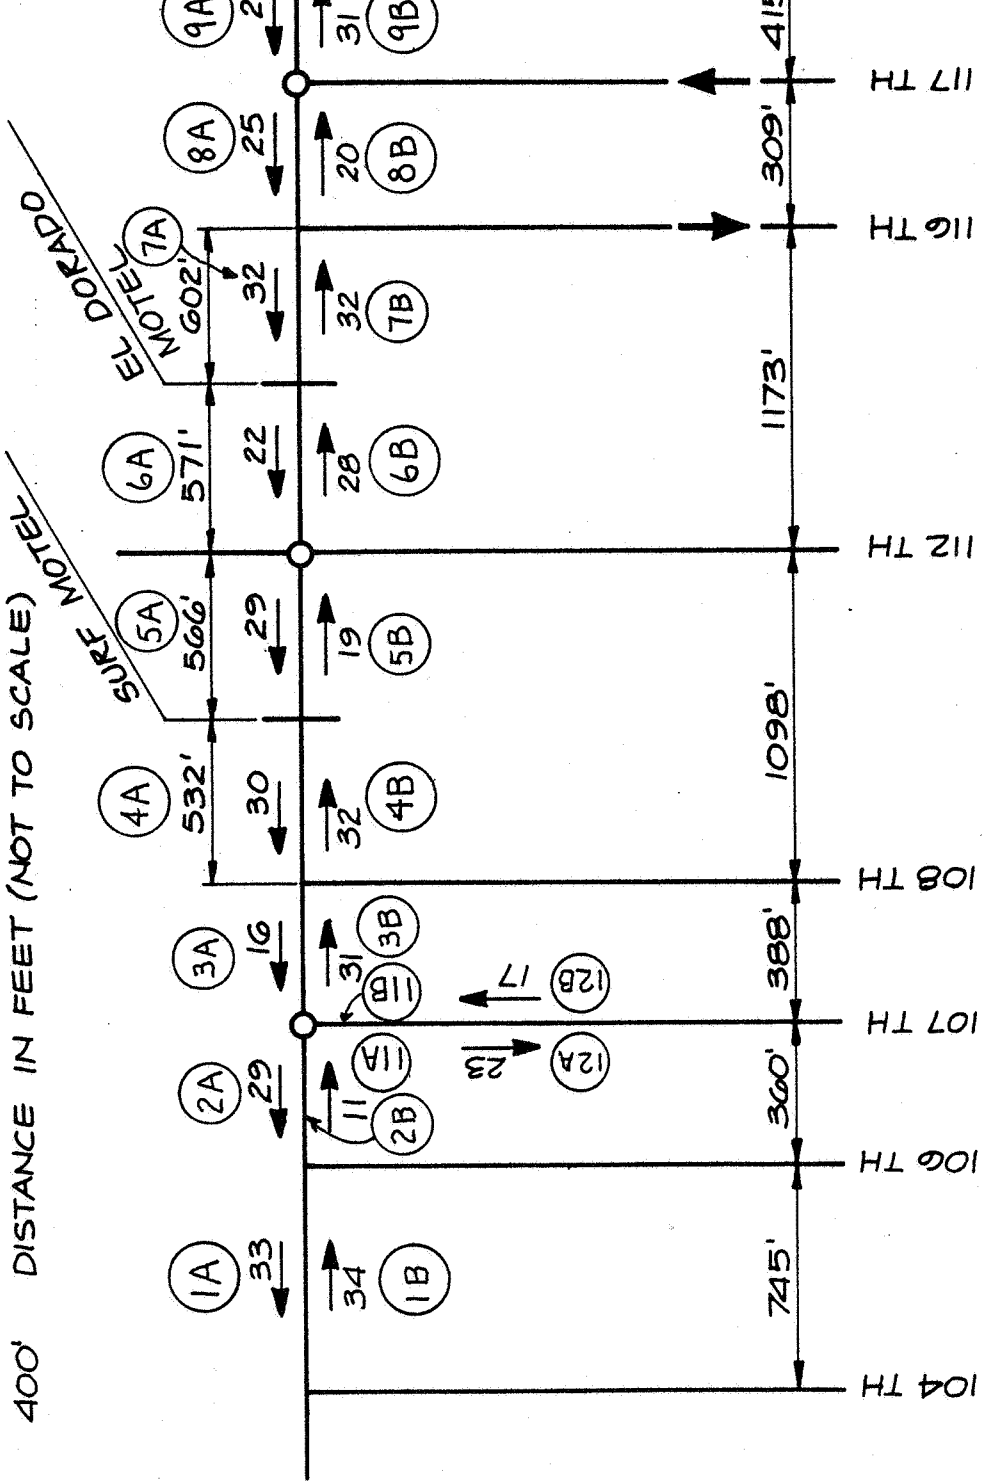 400' DISTANCE IN FEET (NOT TO SCALE)
SURF MOTEL
EL DORADO
MOTEL
1A
2A
3A
4A
5A
6A
7A
8A
9A
532'
566'
571'
602'
33
29
16
30
29
22
32
25
2
34
11
31
32
19
28
32
20
31
1B
2B
3B
4B
5B
6B
7B
8B
9B
11A
11B
23
17
12A
12B
745'
360'
388'
1098'
1173'
309'
415
104 TH
106 TH
107 TH
108 TH
112 TH
116 TH
117 TH